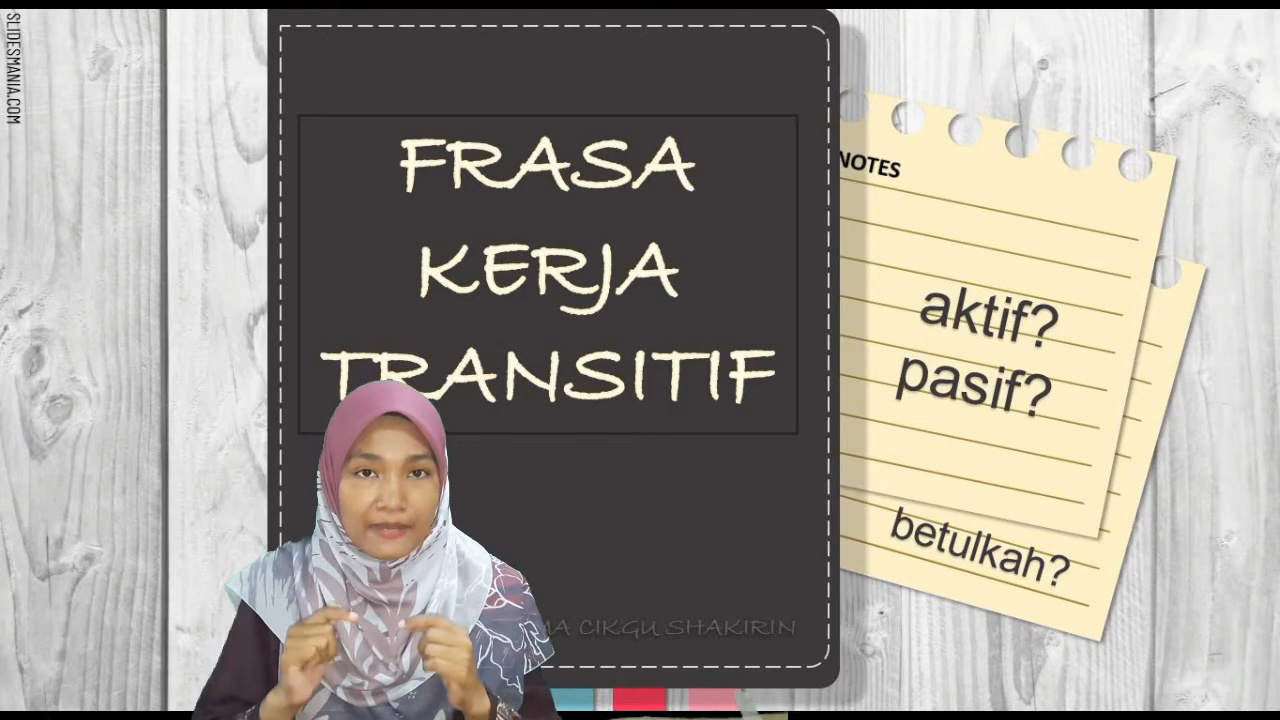 SLIDESMANIA.COM
FRASA
KERJA
TRANSITIF
NOTES
aktif?
pasif?
betulkah?
CIKGU SHAKIRIN